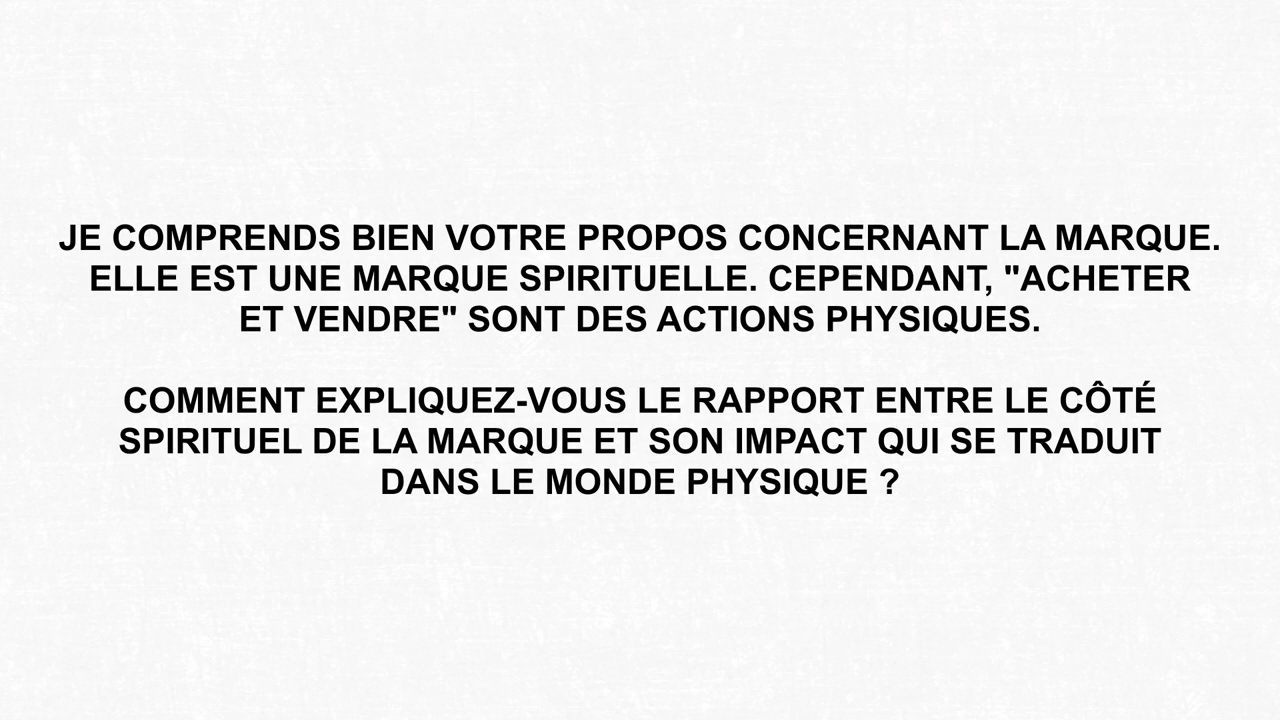 JE COMPRENDS BIEN VOTRE PROPOS CONCERNANT LA MARQUE.
ELLE EST UNE MARQUE SPIRITUELLE. CEPENDANT, "ACHETER
ET VENDRE" SONT DES ACTIONS PHYSIQUES.
COMMENT EXPLIQUEZ-VOUS LE RAPPORT ENTRE LE CÔTÉ
SPIRITUEL DE LA MARQUE ET SON IMPACT QUI SE TRADUIT
DANS LE MONDE PHYSIQUE ?